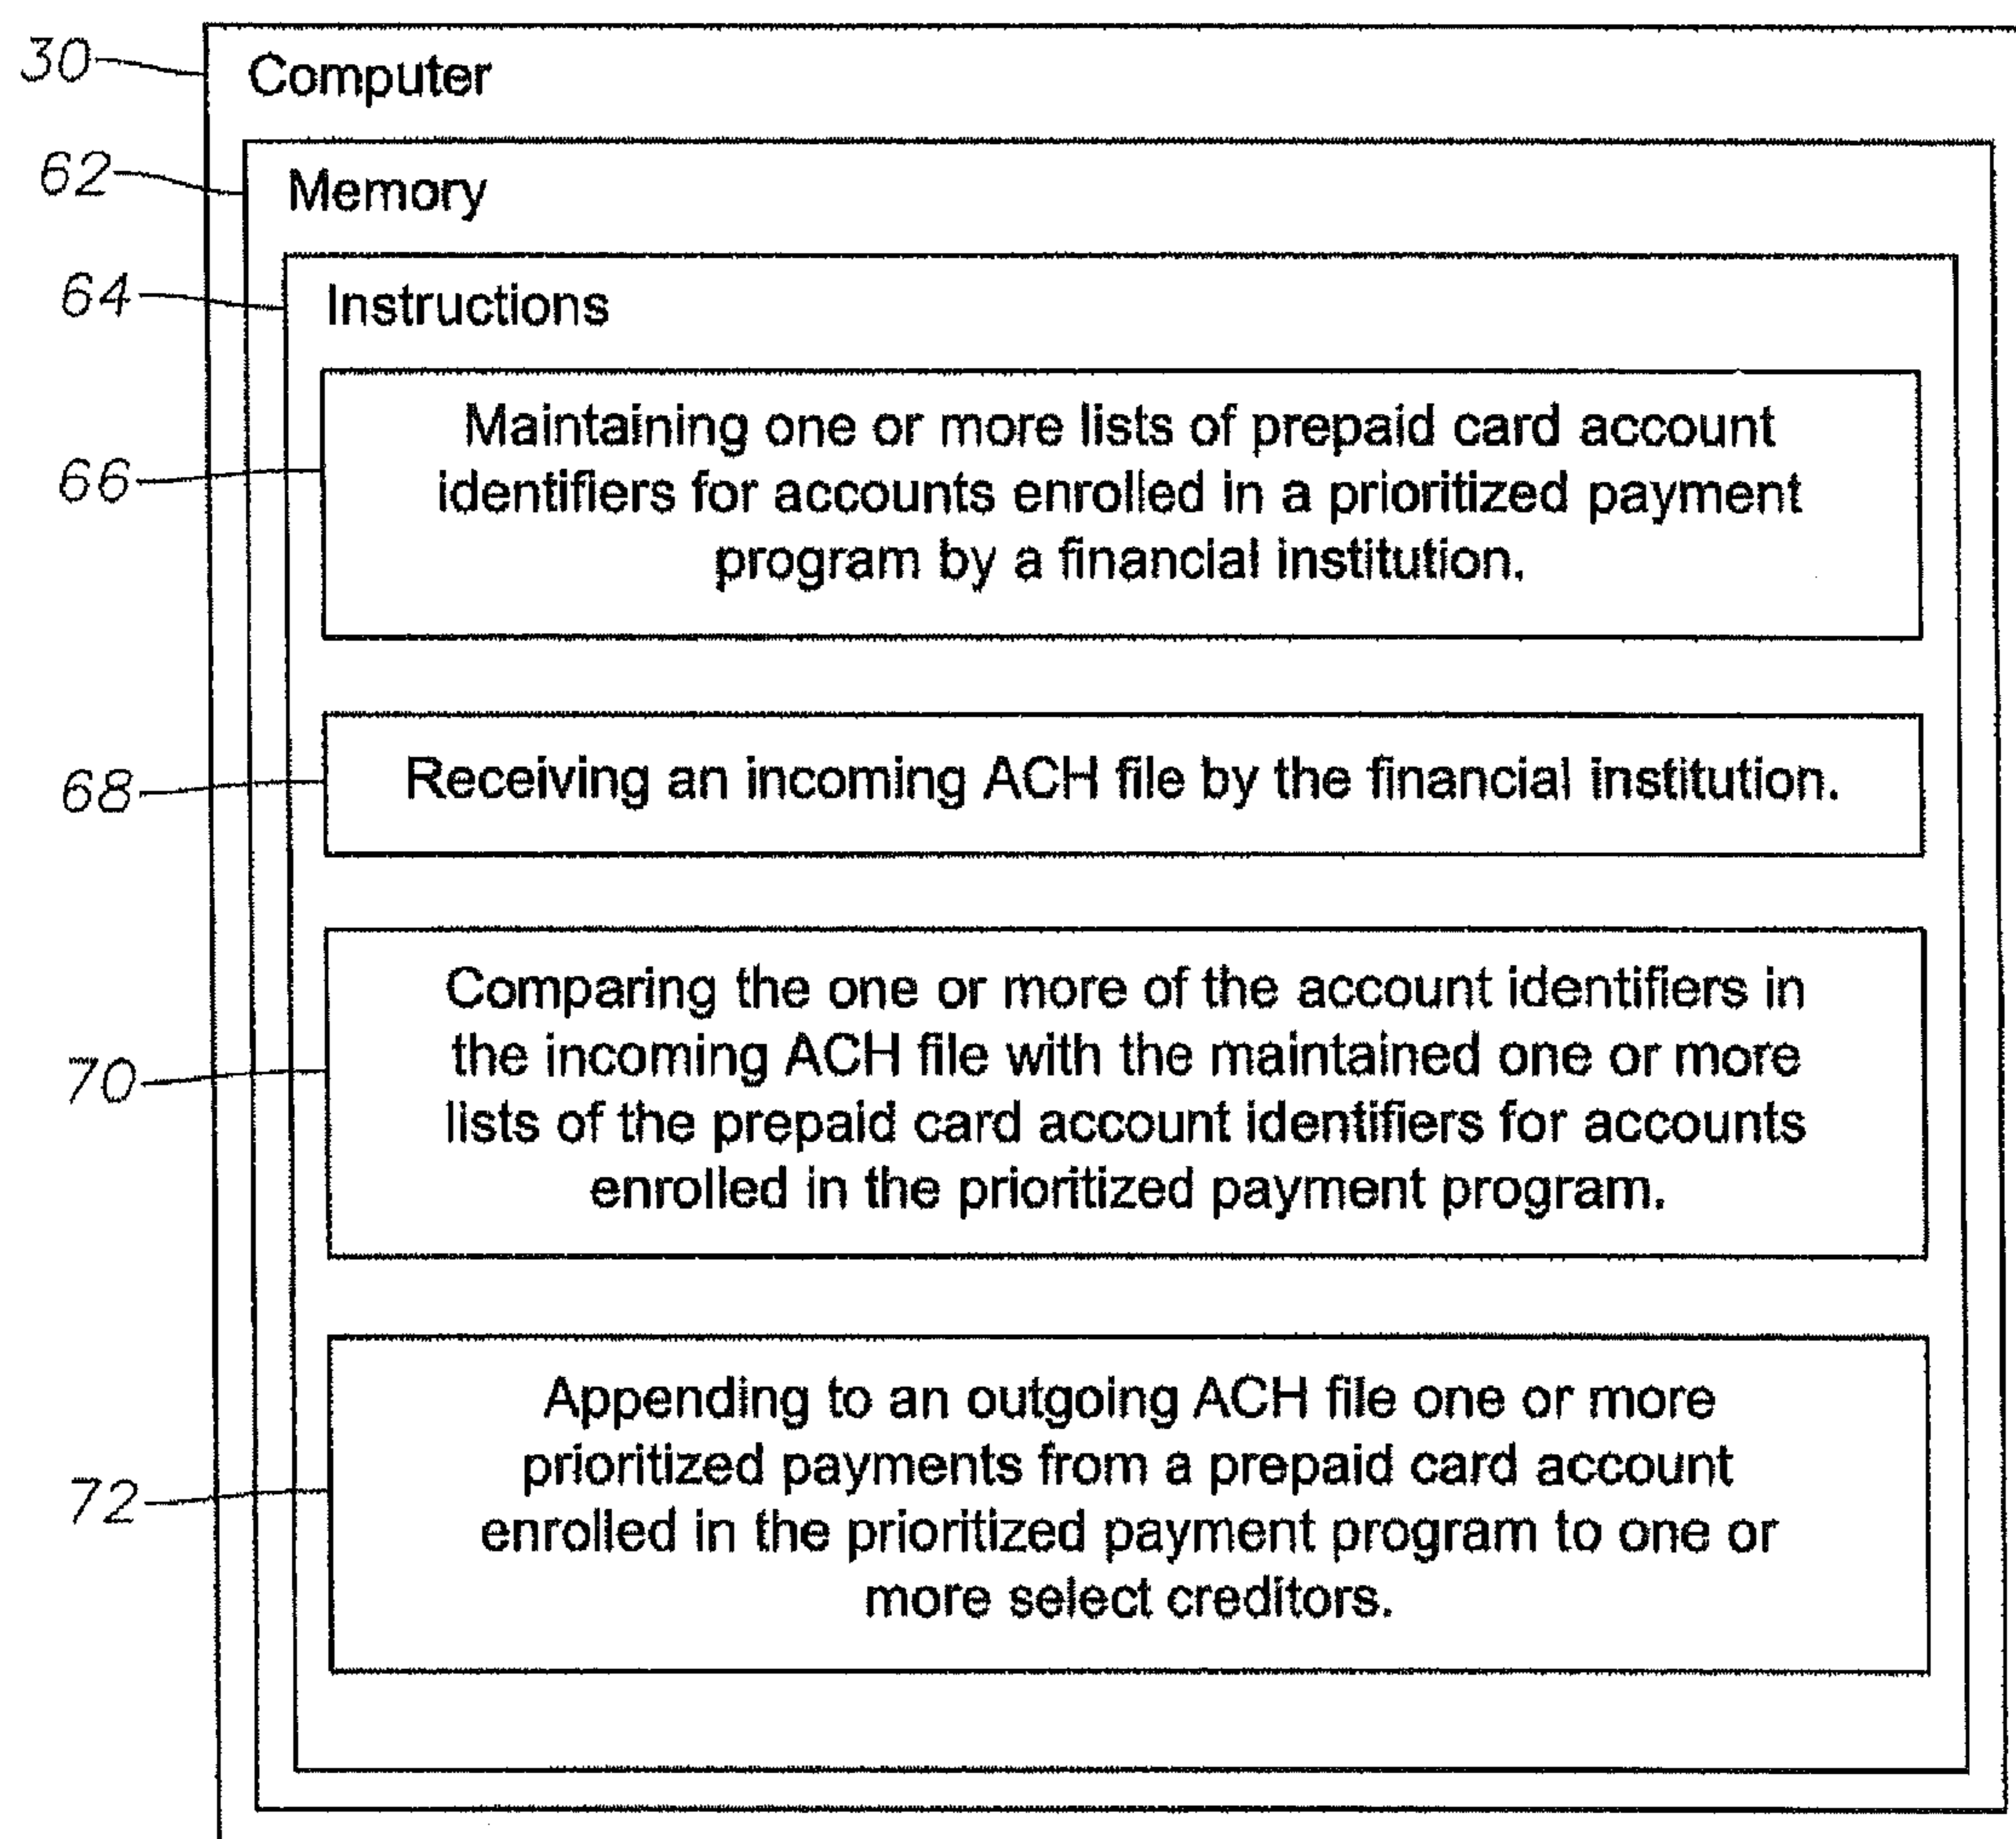 30
Computer
62
Memory
64
Instructions
66
Maintaining one or more lists of prepaid card account
identifiers for accounts enrolled in a prioritized payment
program by a financial institution.
68
Receiving an incoming ACH file by the financial institution.
70
Comparing the one or more of the account identifiers in
the incoming ACH file with the maintained one or more
lists of the prepaid card account identifiers for accounts
enrolled in the prioritized payment program.
72
Appending to an outgoing ACH file one or more
prioritized payments from a prepaid card account
enrolled in the prioritized payment program to one or
more select creditors.